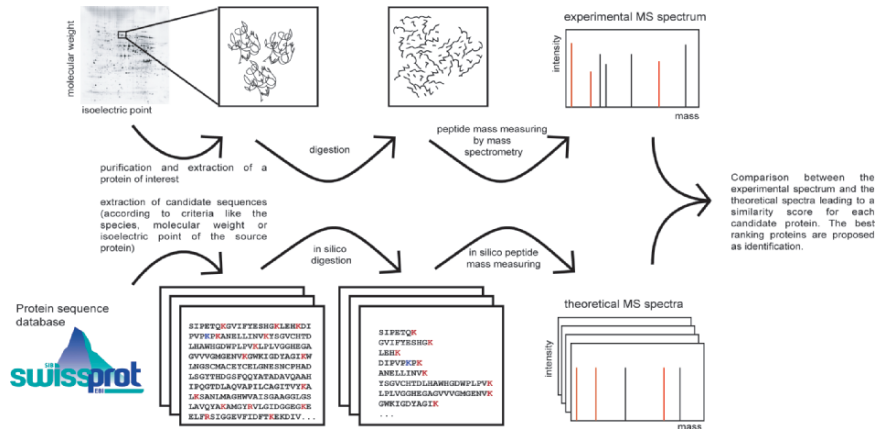 molecular weight
isoelectric point
experimental MS spectrum
intensity
mass
digestion
peptide mass measuring
by mass
spectrometry
purification and extraction of a
protein of interest
extraction of candidate sequences
(according to criteria like the
species, molecular weight or
isoelectric point of the source
protein)
in silico
digestion
in silico peptide
mass measuring
Comparison between the
experimental spectrum and the
theoretical spectra leading to a
similarity score for each
candidate protein. The best
ranking proteins are proposed
as identification.
Protein sequence
database
SIB
swissprot
EBI
SIPETQKGVIFYESHGKLEHKDI
PVPKPKANELLINVKYSGVCHTD
LHAWHGDWPLPVKLPLVGGHEGA
GVVVGMGENVKGWKIGDYAGIKW
LNGSCMACEYCELGNESNCPHAD
LSGYTHDGSFQQYATADAVQAAH
IPQGTDLAQVAPILCAGITVYKA
LKSANLMAGHWVAISGAAGGLGS
LAVQYAKAMGYRVLGIDGGEGKE
ELFRSIGGEVFIDFTKEKDIV...
SIPETQK
GVIFYESHGK
LEHK
DIPVPKPK
ANELLINVK
YSGVCHTDLHAWHGDWPLPVK
LPLVGGHEGAGVVVGMGENVK
GWKIGDYAGIK
...
theoretical MS spectra
intensity
mass